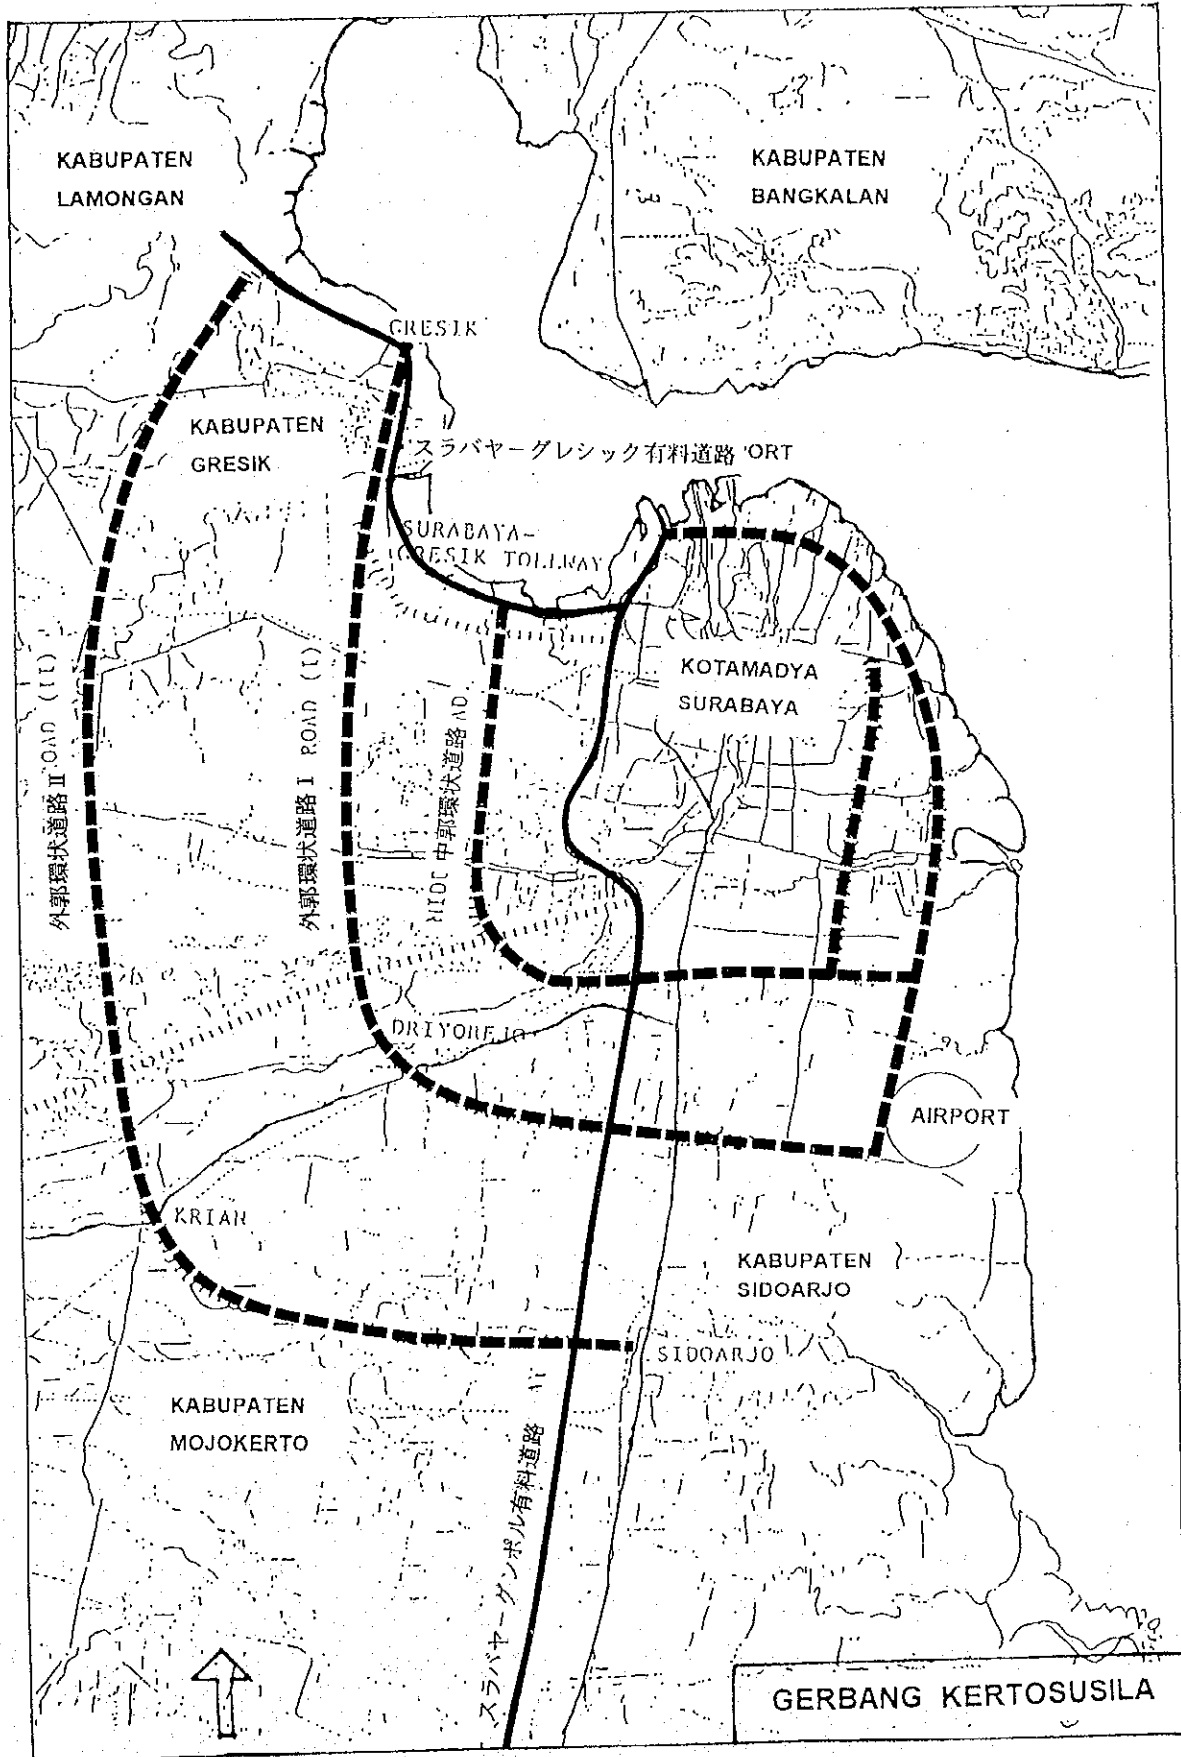 KABUPATEN
LAMONGAN
KABUPATEN
BANGKALAN
GRESIK
KABUPATEN
GRESIK
スラバヤーグレシック有料道路 'ORT
SURABAYA-
GRESIK TOLLWAY
KOTAMADYA
SURABAYA
外郭環状道路 II ROAD (II)
外郭環状道路 I ROAD (I)
中郭環状道路
DRIYOREJO
AIRPORT
KRIAN
KABUPATEN
SIDOARJO
SIDOARJO
KABUPATEN
MOJOKERTO
スラバヤーグンポル有料道路
GERBANG KERTOSUSILA